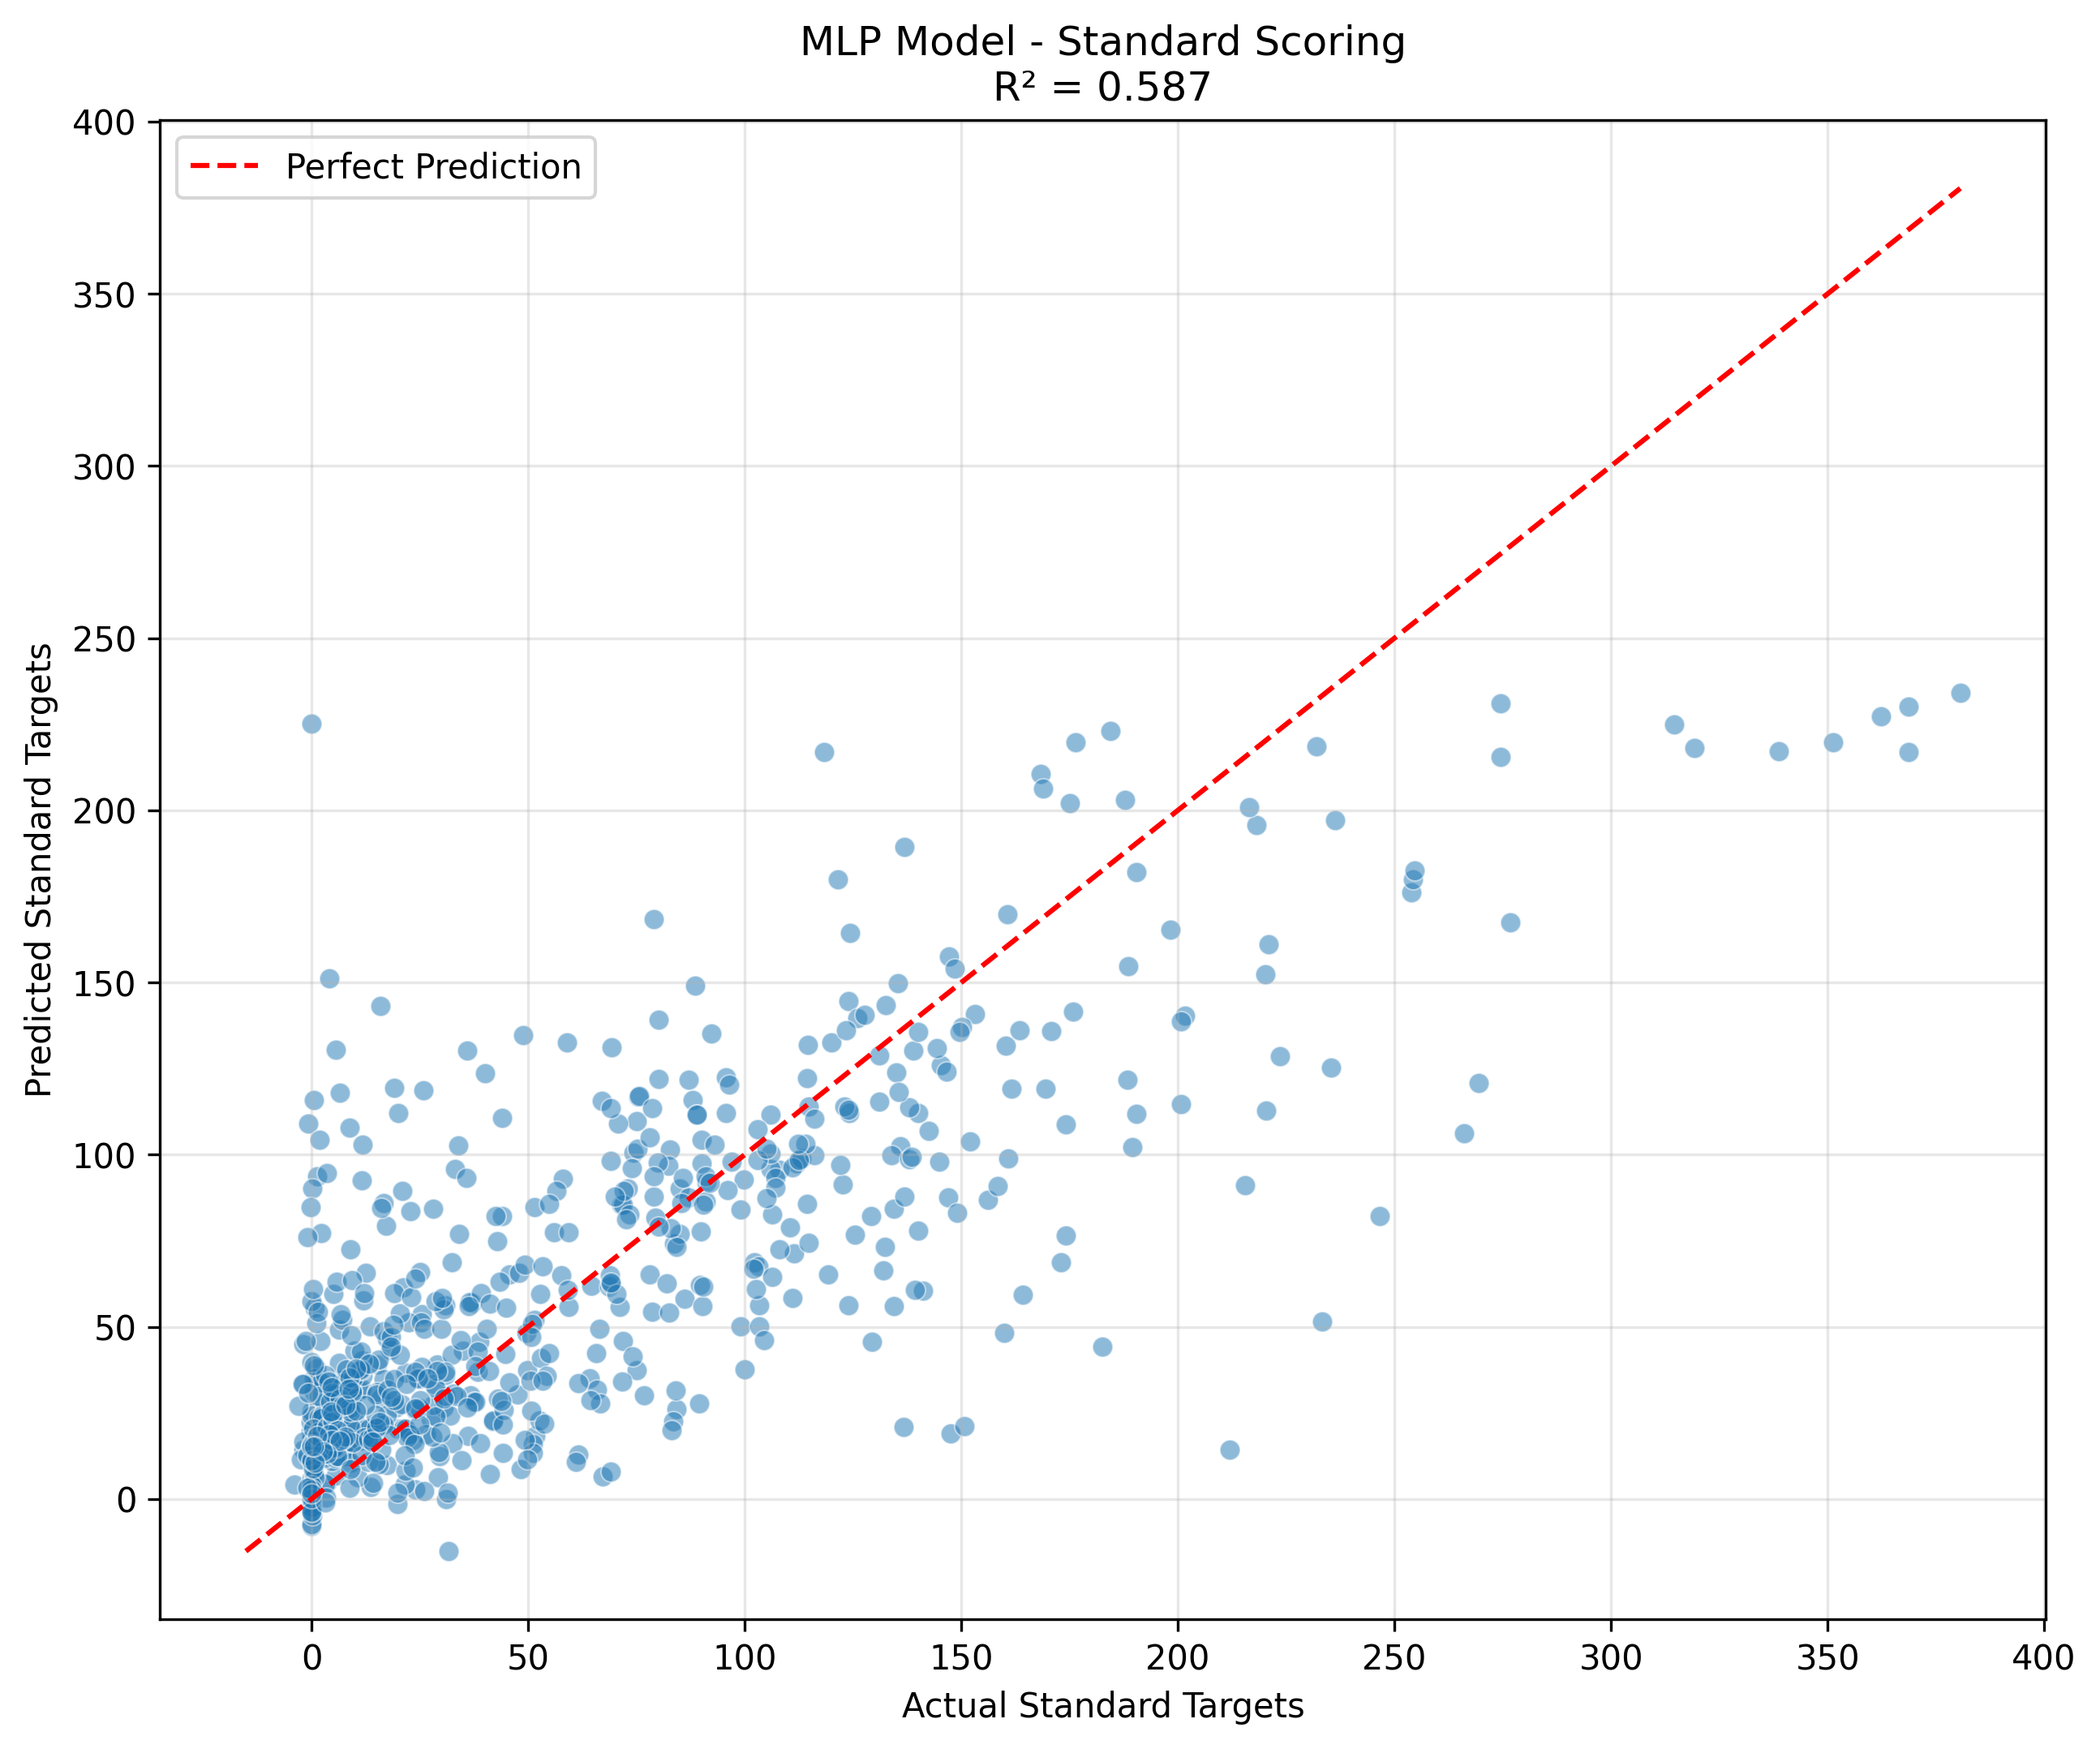 MLP Model - Standard Scoring
R² = 0.587
Perfect Prediction
Predicted Standard Targets
400
350
300
250
200
150
100
50
0
0 50 100 150 200 250 300 350 400
Actual Standard Targets